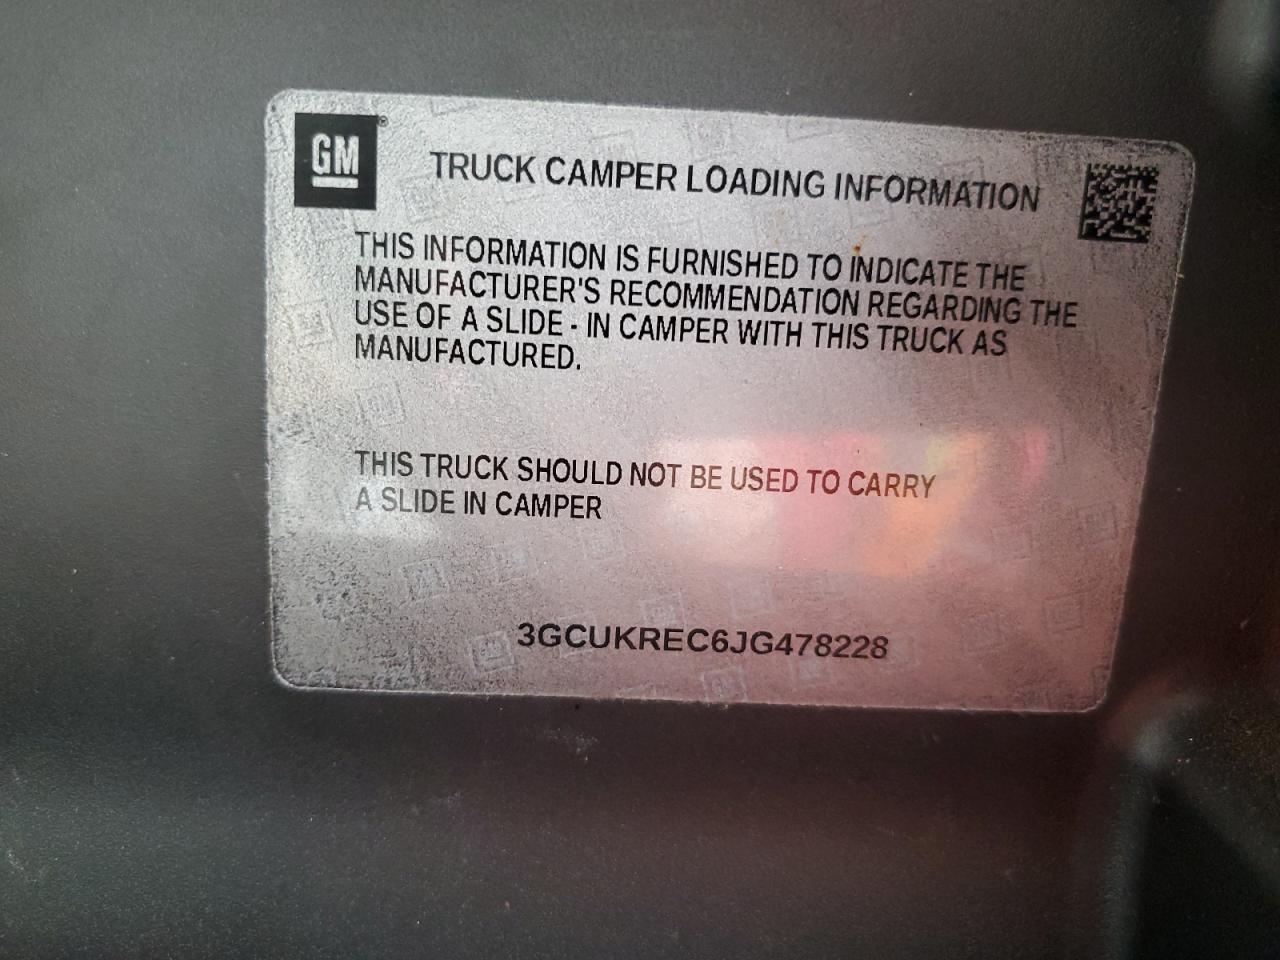 GM®
TRUCK CAMPER LOADING INFORMATION
THIS INFORMATION IS FURNISHED TO INDICATE THE
MANUFACTURER'S RECOMMENDATION REGARDING THE
USE OF A SLIDE - IN CAMPER WITH THIS TRUCK AS
MANUFACTURED.
THIS TRUCK SHOULD NOT BE USED TO CARRY
A SLIDE IN CAMPER
3GCUKREC6JG478228